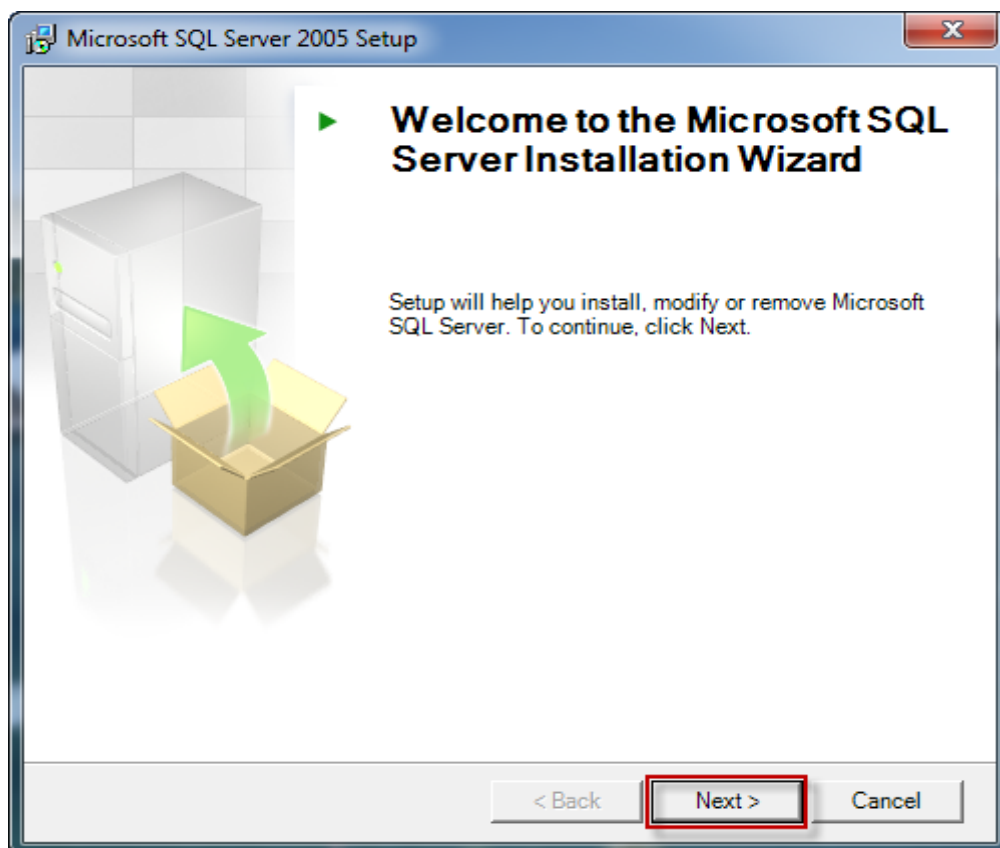 Microsoft SQL Server 2005 Setup
Welcome to the Microsoft SQL
Server Installation Wizard
Setup will help you install, modify or remove Microsoft
SQL Server. To continue, click Next.
< Back
Next >
Cancel